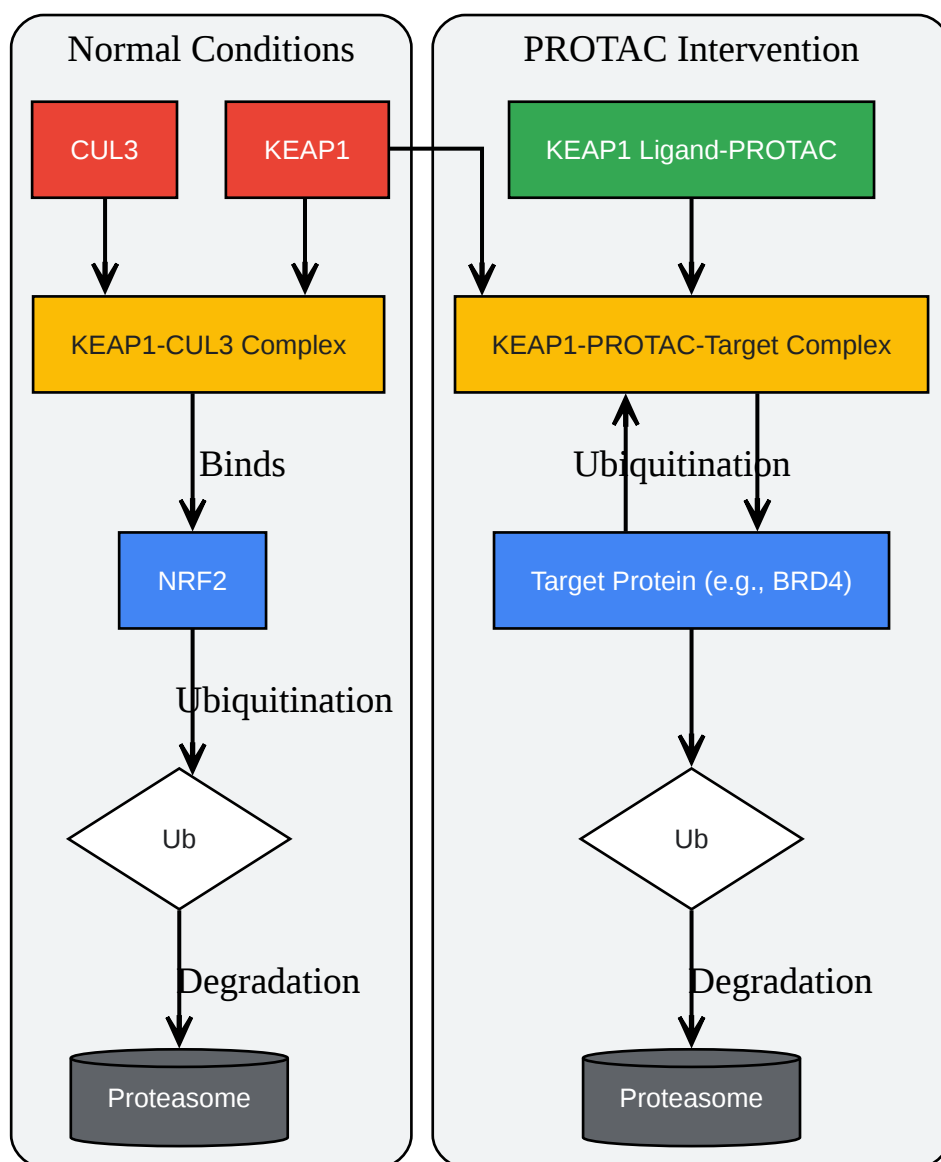 Normal Conditions
CUL3
KEAP1
KEAP1-CUL3 Complex
Binds
NRF2
Ubiquitination
Ub
Degradation
Proteasome
PROTAC Intervention
KEAP1 Ligand-PROTAC
KEAP1-PROTAC-Target Complex
Ubiquitination
Target Protein (e.g., BRD4)
Ub
Degradation
Proteasome